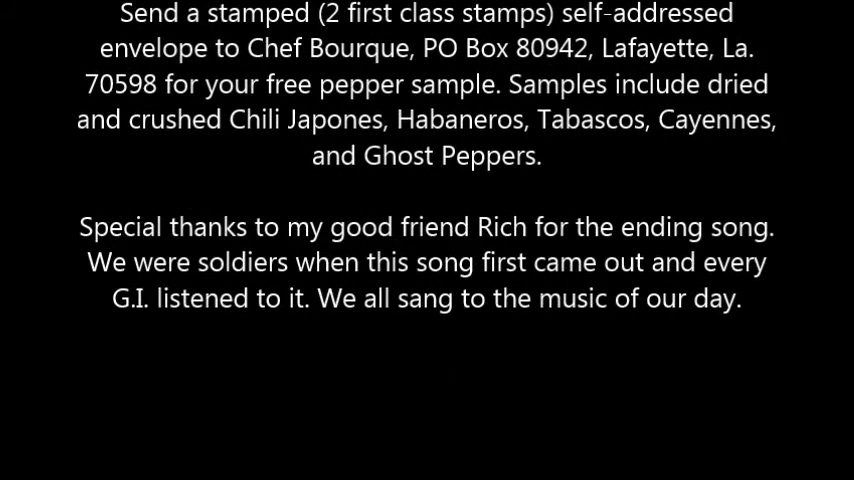 Send a stamped (2 first class stamps) self-addressed
envelope to Chef Bourque, PO Box 80942, Lafayette, La.
70598 for your free pepper sample. Samples include dried
and crushed Chili Japones, Habaneros, Tabascos, Cayennes,
and Ghost Peppers.
Special thanks to my good friend Rich for the ending song.
We were soldiers when this song first came out and every
G.I. listened to it. We all sang to the music of our day.